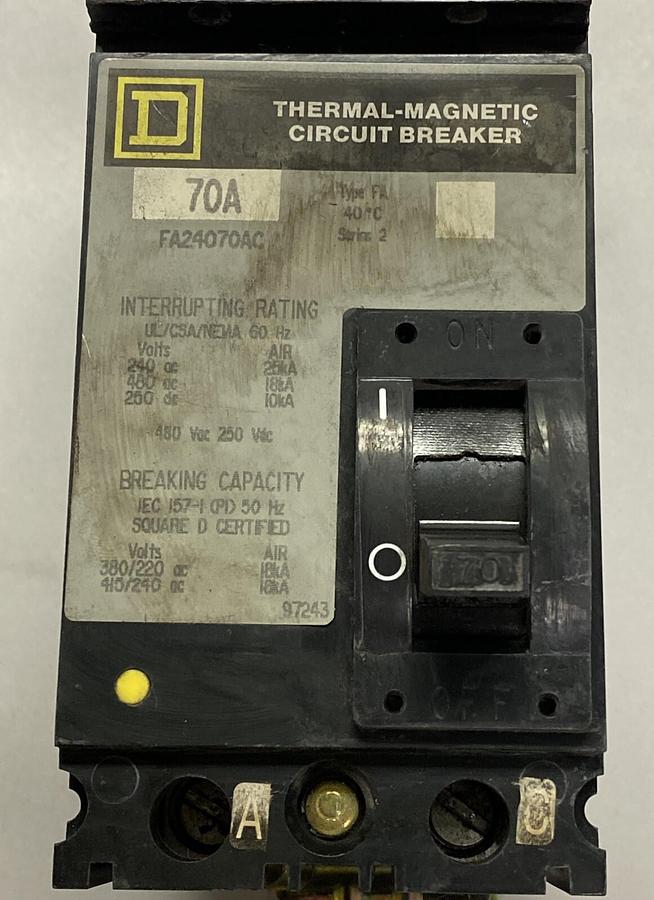 D
THERMAL-MAGNETIC
CIRCUIT BREAKER
70A
Type FA
40°C
Series 2
FA24070AC
INTERRUPTING RATING
UL/CSA/NEMA 60 Hz
Volts AIR
240 ac 25kA
480 ac 18kA
250 dc 10kA
480 Vac 250 Vdc
BREAKING CAPACITY
IEC 157-1 (P1) 50 Hz
SQUARE D CERTIFIED
Volts AIR
380/220 ac 18kA
415/240 ac 18kA
97243
ON
I
O
70
OFF
A